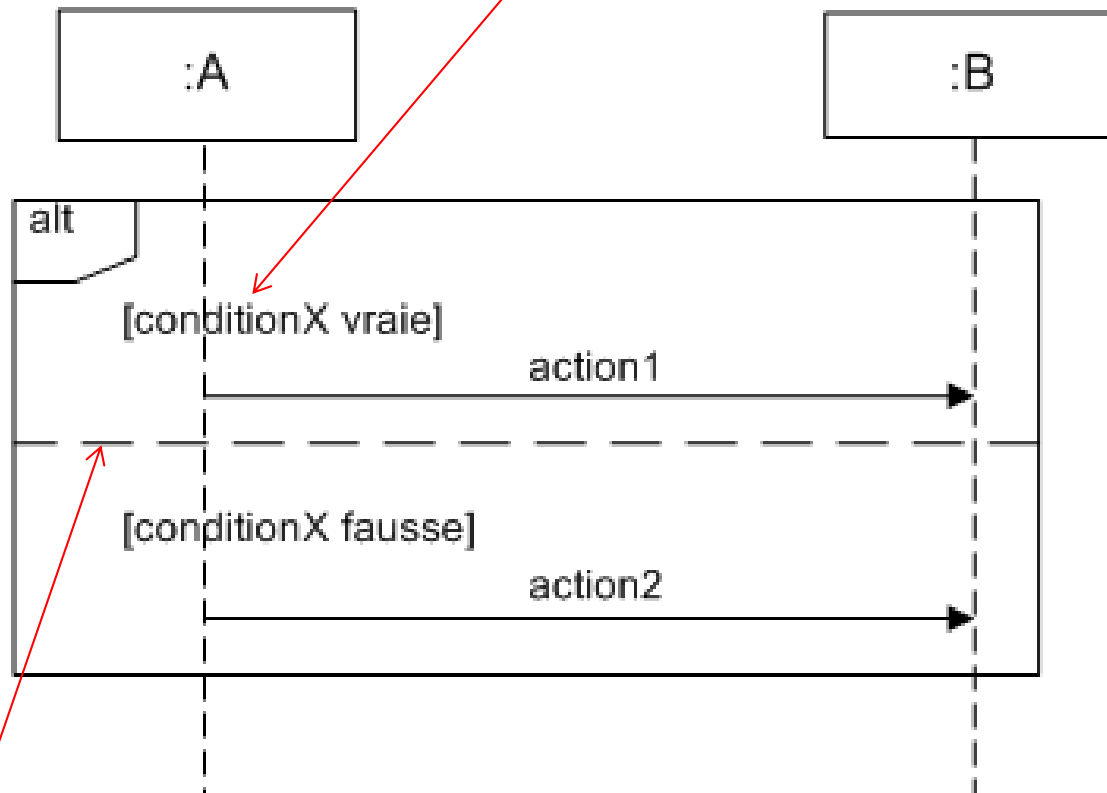 :A
:B
alt
[conditionX vraie]
action1
[conditionX fausse]
action2